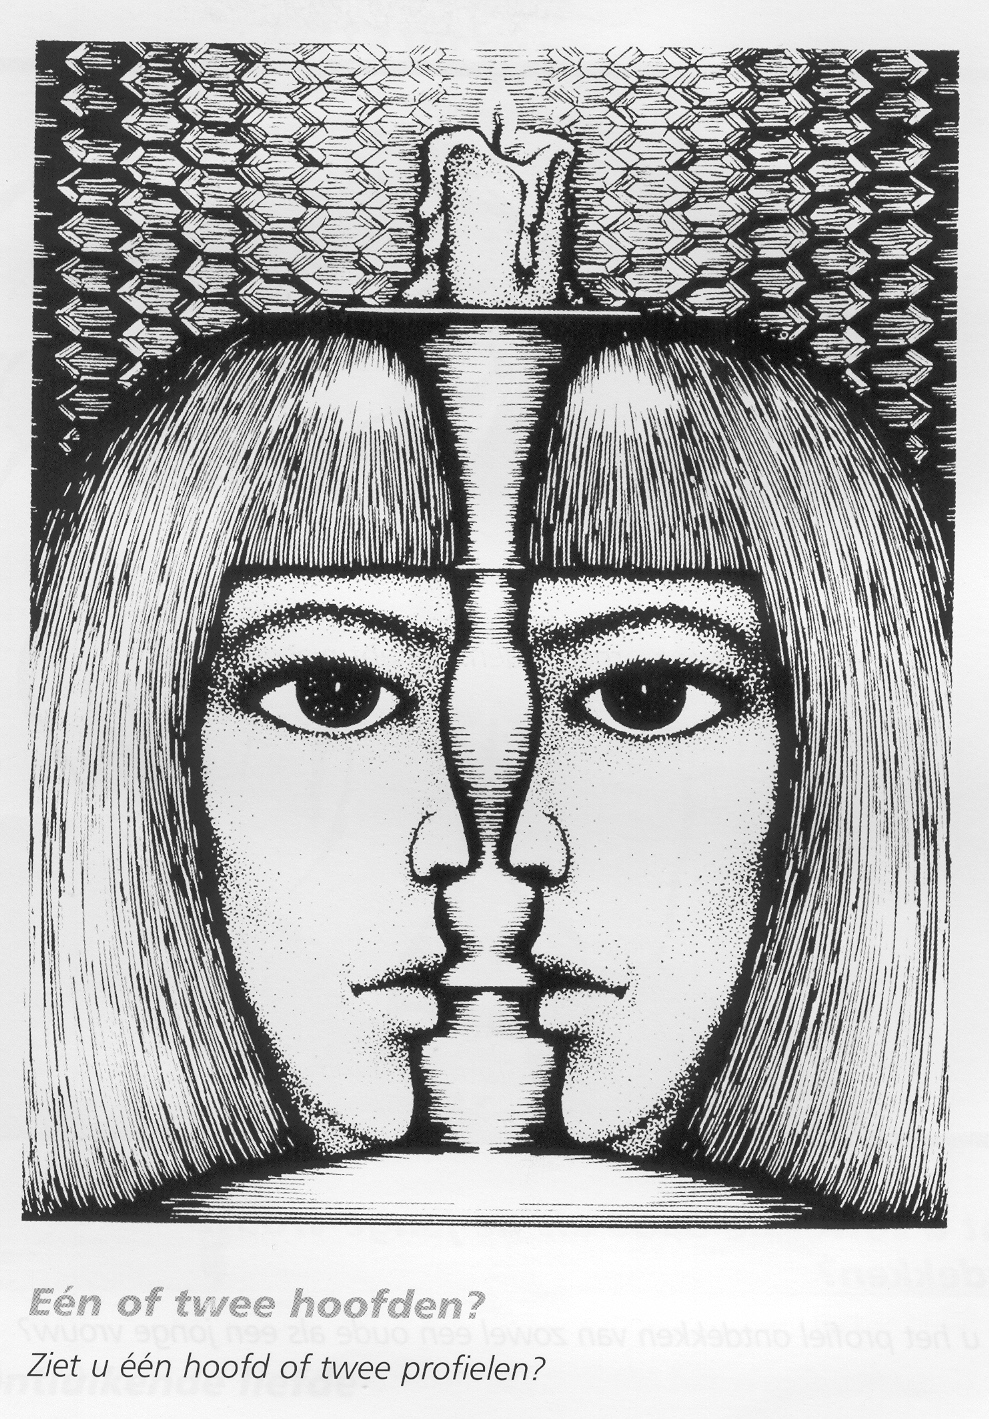 Eén of twee hoofden?
Ziet u één hoofd of twee profielen?